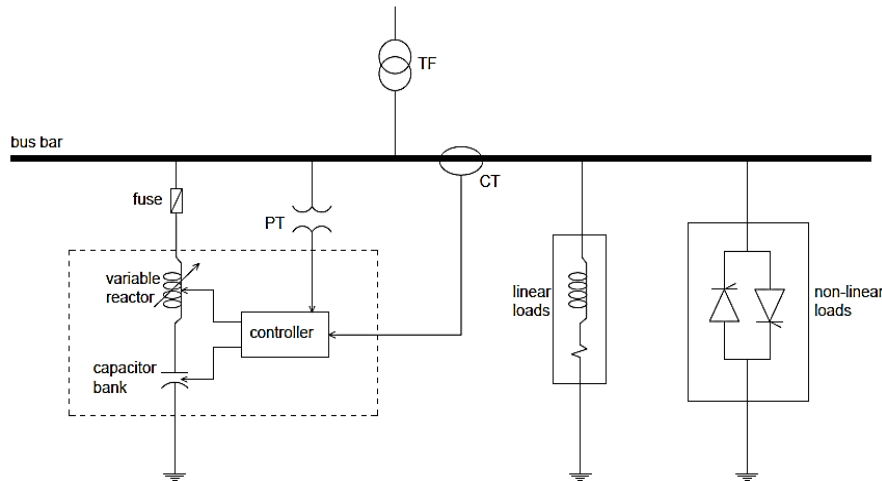 TF
bus bar
CT
fuse
PT
variable
reactor
controller
capacitor
bank
linear
loads
non-linear
loads